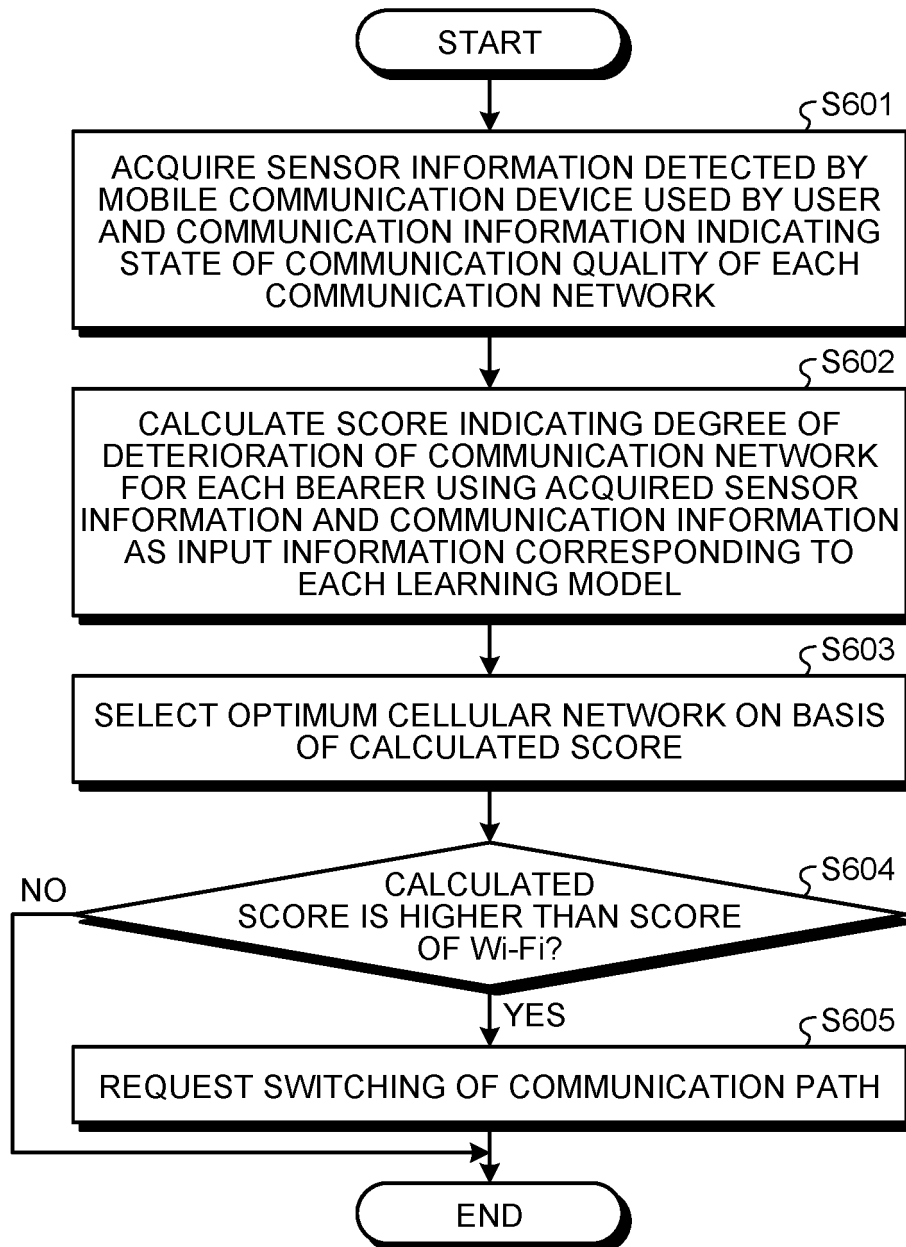 START
S601
ACQUIRE SENSOR INFORMATION DETECTED BY
MOBILE COMMUNICATION DEVICE USED BY USER
AND COMMUNICATION INFORMATION INDICATING
STATE OF COMMUNICATION QUALITY OF EACH
COMMUNICATION NETWORK
S602
CALCULATE SCORE INDICATING DEGREE OF
DETERIORATION OF COMMUNICATION NETWORK
FOR EACH BEARER USING ACQUIRED SENSOR
INFORMATION AND COMMUNICATION INFORMATION
AS INPUT INFORMATION CORRESPONDING TO
EACH LEARNING MODEL
S603
SELECT OPTIMUM CELLULAR NETWORK ON BASIS
OF CALCULATED SCORE
S604
NO
CALCULATED
SCORE IS HIGHER THAN SCORE
OF Wi-Fi?
YES
S605
REQUEST SWITCHING OF COMMUNICATION PATH
END